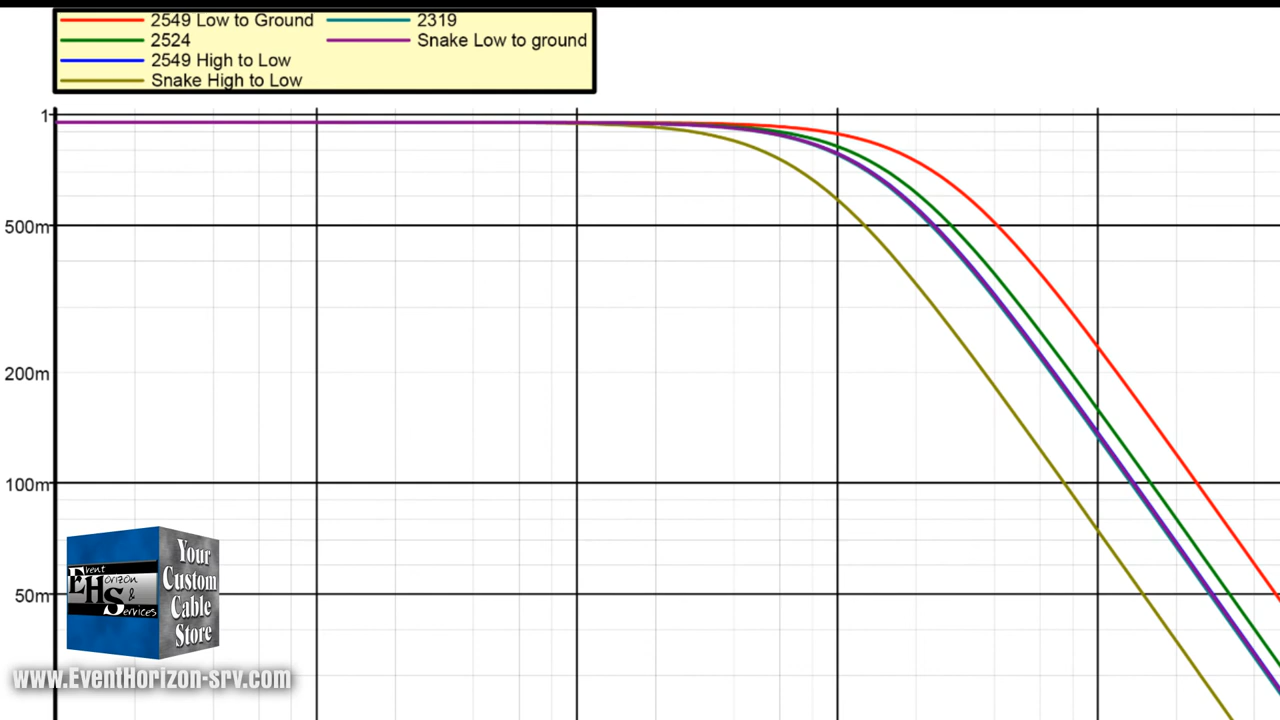 2549 Low to Ground
2319
2524
Snake Low to ground
2549 High to Low
Snake High to Low
1
500m
200m
100m
50m
Event
Horizon
&
Services
EHS
Your
Custom
Cable
Store
www.EventHorizon-srv.com